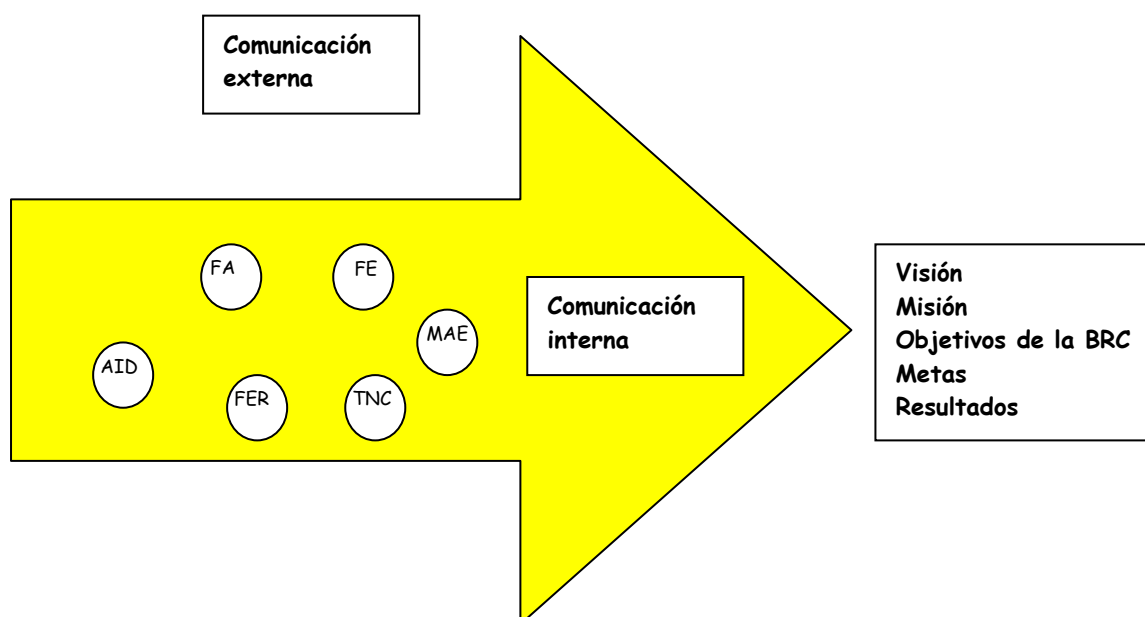 Comunicación
externa
FA
FE
MAE
AID
FER
TNC
Comunicación
interna
Visión
Misión
Objetivos de la BRC
Metas
Resultados